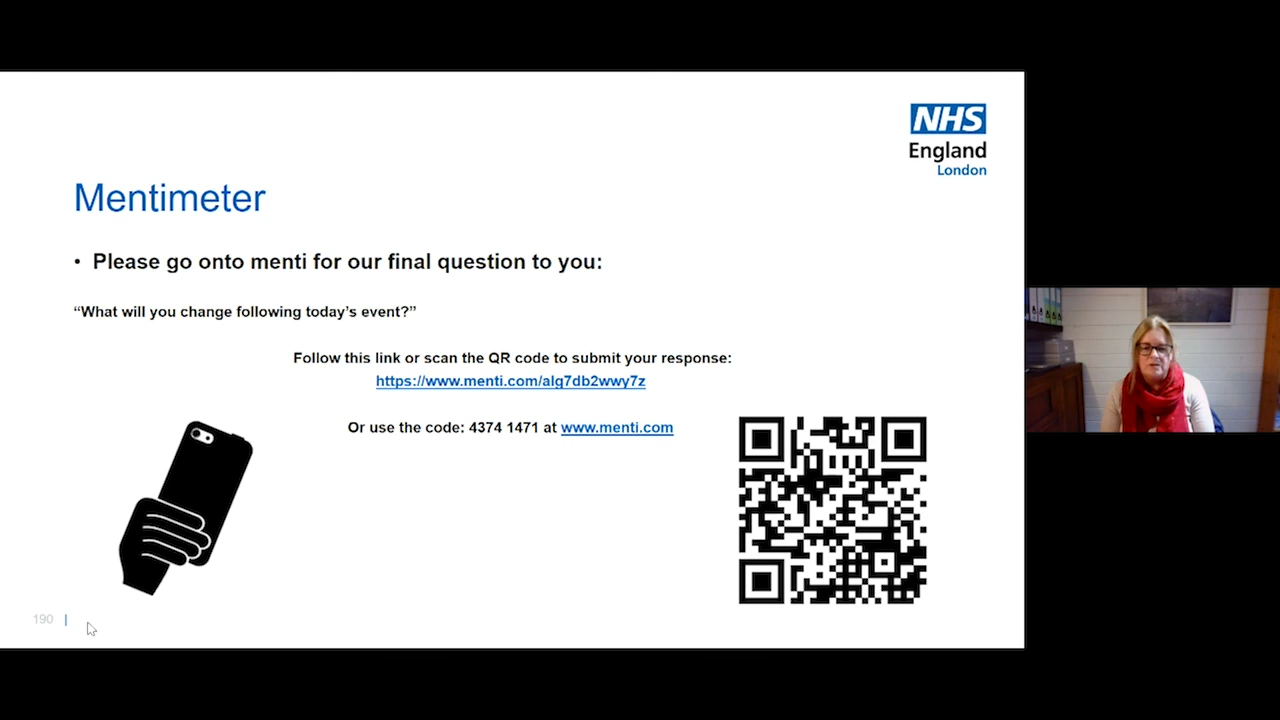 NHS
England
London
Mentimeter
• Please go onto menti for our final question to you:
“What will you change following today’s event?”
Follow this link or scan the QR code to submit your response:
https://www.menti.com/alg7db2wwy7z
Or use the code: 4374 1471 at www.menti.com
190 |